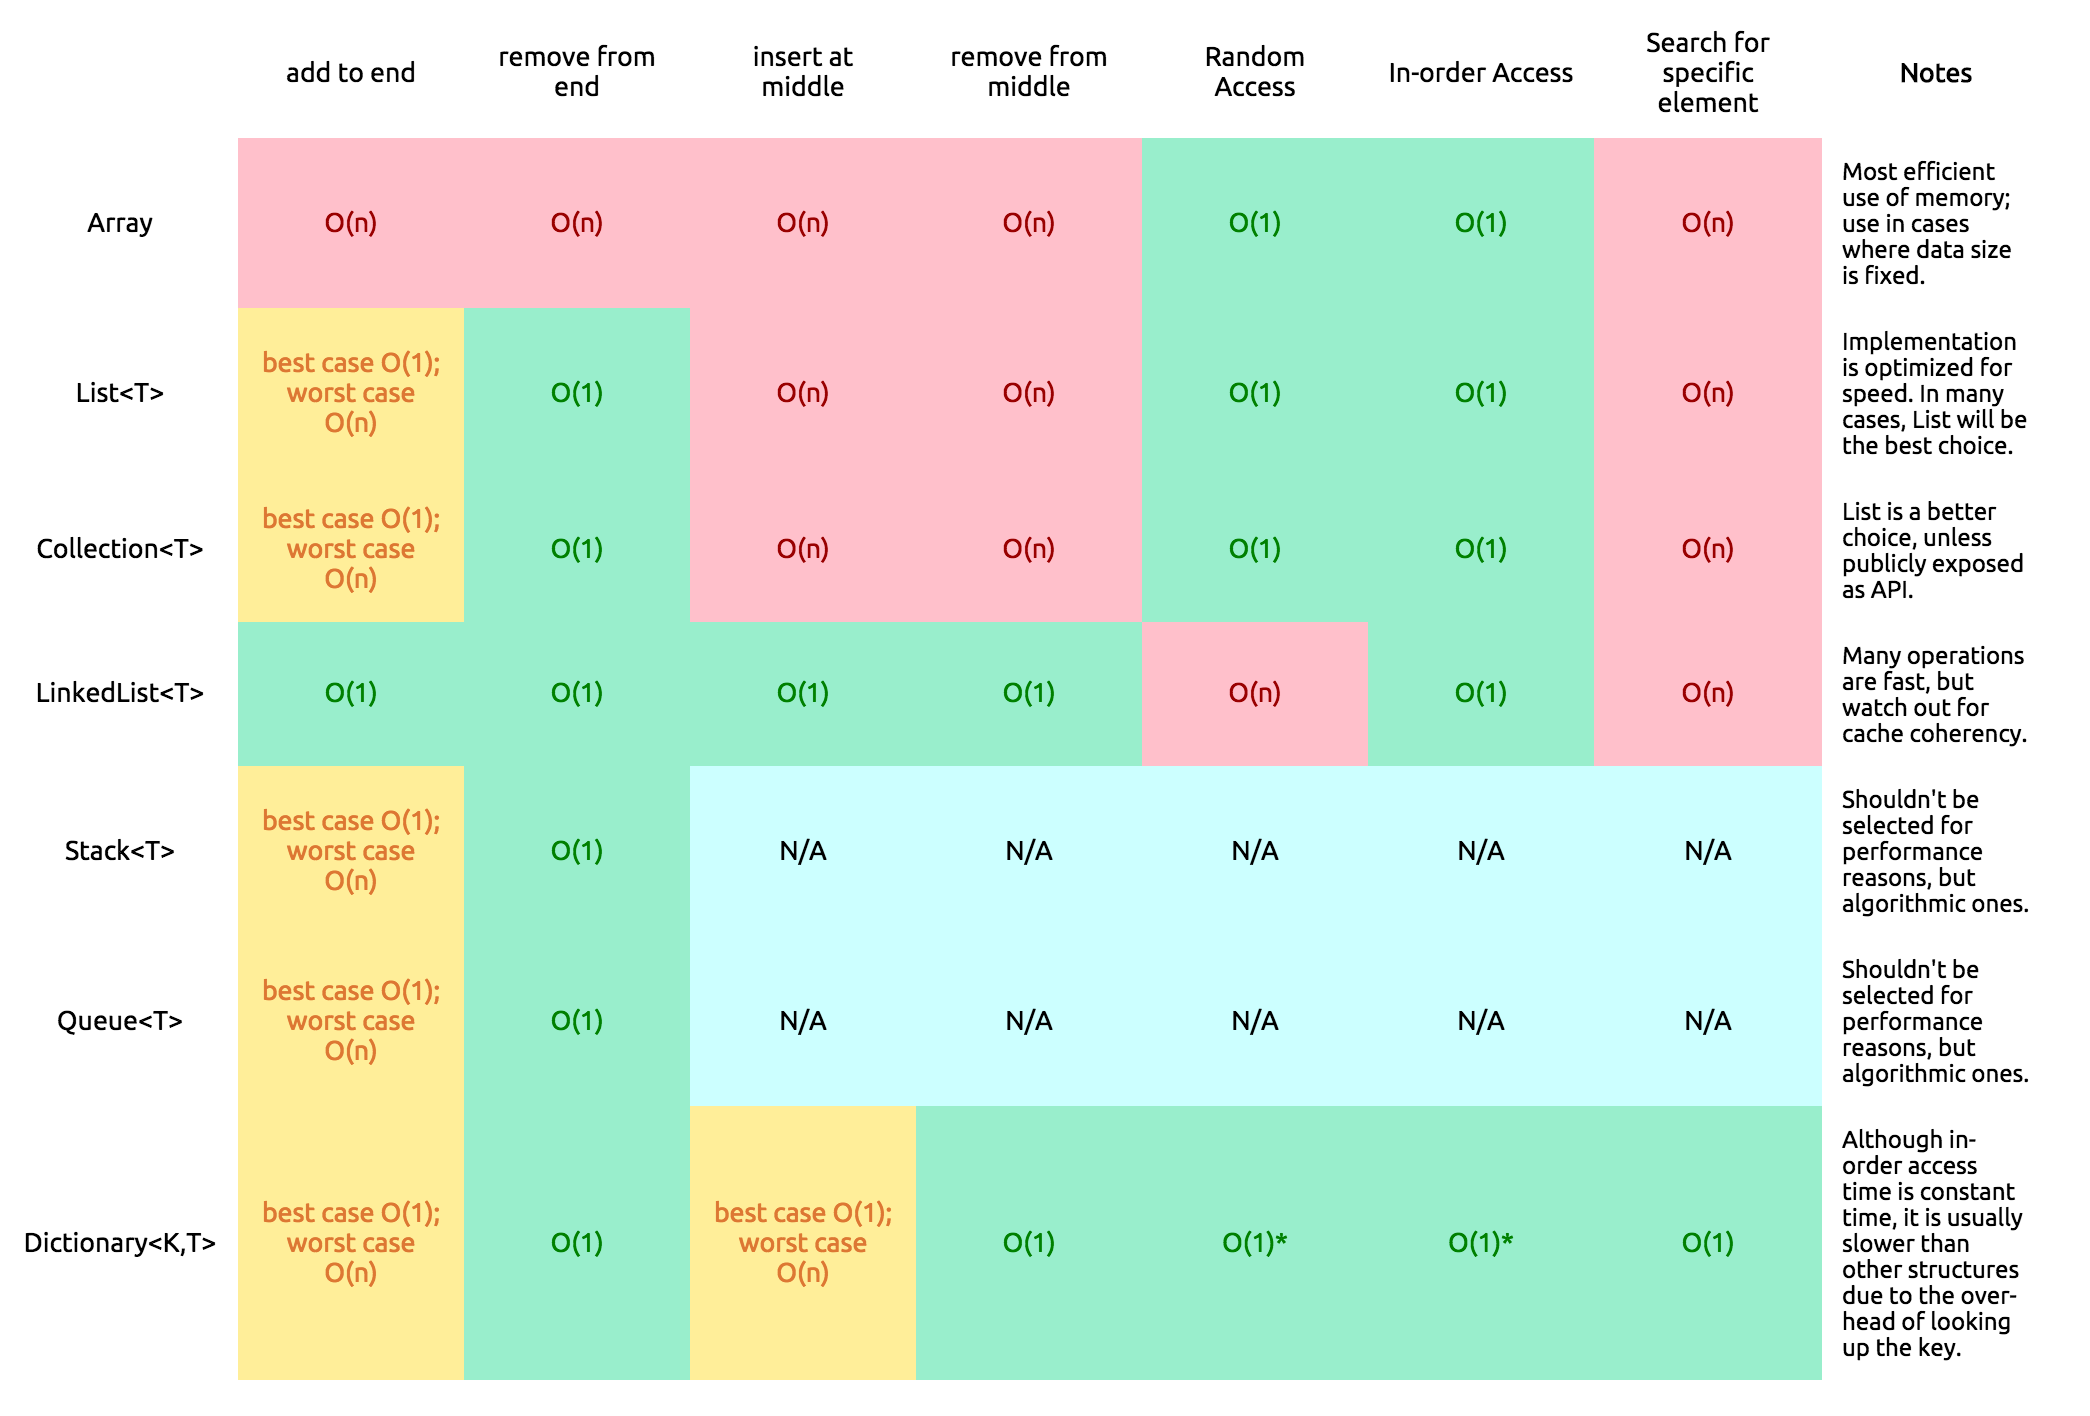 add to end
remove from
end
insert at
middle
remove from
middle
Random
Access
In-order Access
Search for
specific
element
Notes
Array
O(n)
O(n)
O(n)
O(n)
O(1)
O(1)
O(n)
Most efficient
use of memory;
use in cases
where data size
is fixed.
List<T>
best case O(1);
worst case
O(n)
O(1)
O(n)
O(n)
O(1)
O(1)
O(n)
Implementation
is optimized for
speed. In many
cases, List will be
the best choice.
Collection<T>
best case O(1);
worst case
O(n)
O(1)
O(n)
O(n)
O(1)
O(1)
O(n)
List is a better
choice, unless
publicly exposed
as API.
LinkedList<T>
O(1)
O(1)
O(1)
O(1)
O(n)
O(1)
O(n)
Many operations
are fast, but
watch out for
cache coherency.
Stack<T>
best case O(1);
worst case
O(n)
O(1)
N/A
N/A
N/A
N/A
N/A
Shouldn't be
selected for
performance
reasons, but
algorithmic ones.
Queue<T>
best case O(1);
worst case
O(n)
O(1)
N/A
N/A
N/A
N/A
N/A
Shouldn't be
selected for
performance
reasons, but
algorithmic ones.
Dictionary<K,T>
best case O(1);
worst case
O(n)
O(1)
best case O(1);
worst case
O(n)
O(1)
O(1)*
O(1)*
O(1)
Although in-
order access
time is constant
time, it is usually
slower than
other structures
due to the over-
head of looking
up the key.